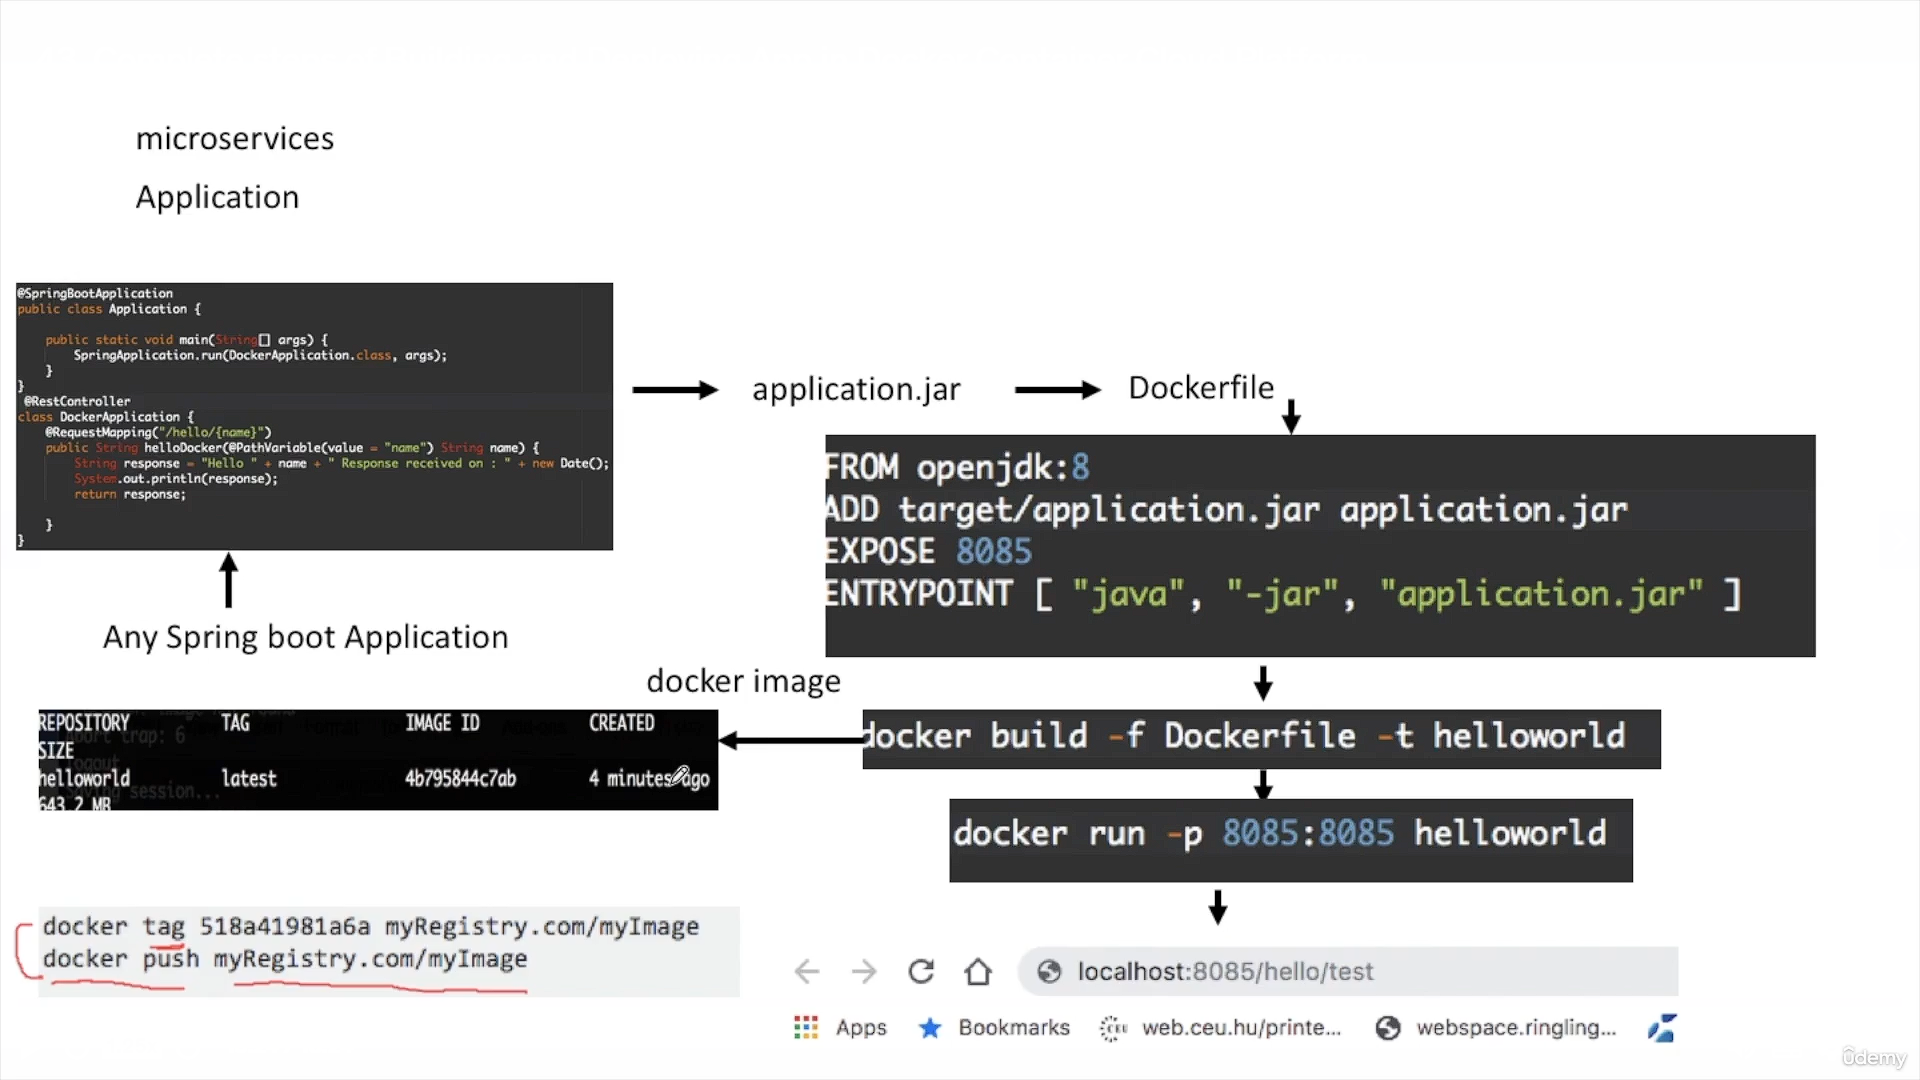 microservices
Application
@SpringBootApplication
public class Application {
public static void main(String[] args) {
SpringApplication.run(DockerApplication.class, args);
}
}
@RestController
class DockerApplication {
@RequestMapping("/hello/{name}")
public String helloDocker(@PathVariable(value = "name") String name) {
String response = "Hello " + name + " Response received on : " + new Date();
System.out.println(response);
return response;
}
}
Any Spring boot Application
application.jar
Dockerfile
FROM openjdk:8
ADD target/application.jar application.jar
EXPOSE 8085
ENTRYPOINT [ "java", "-jar", "application.jar" ]
docker image
REPOSITORY TAG IMAGE ID CREATED
SIZE
helloworld latest 4b795844c7ab 4 minutes ago
643.2 MB
docker build -f Dockerfile -t helloworld
docker run -p 8085:8085 helloworld
docker tag 518a41981a6a myRegistry.com/myImage
docker push myRegistry.com/myImage
localhost:8085/hello/test
Apps Bookmarks web.ceu.hu/printe... webspace.ringling...
ûdemy